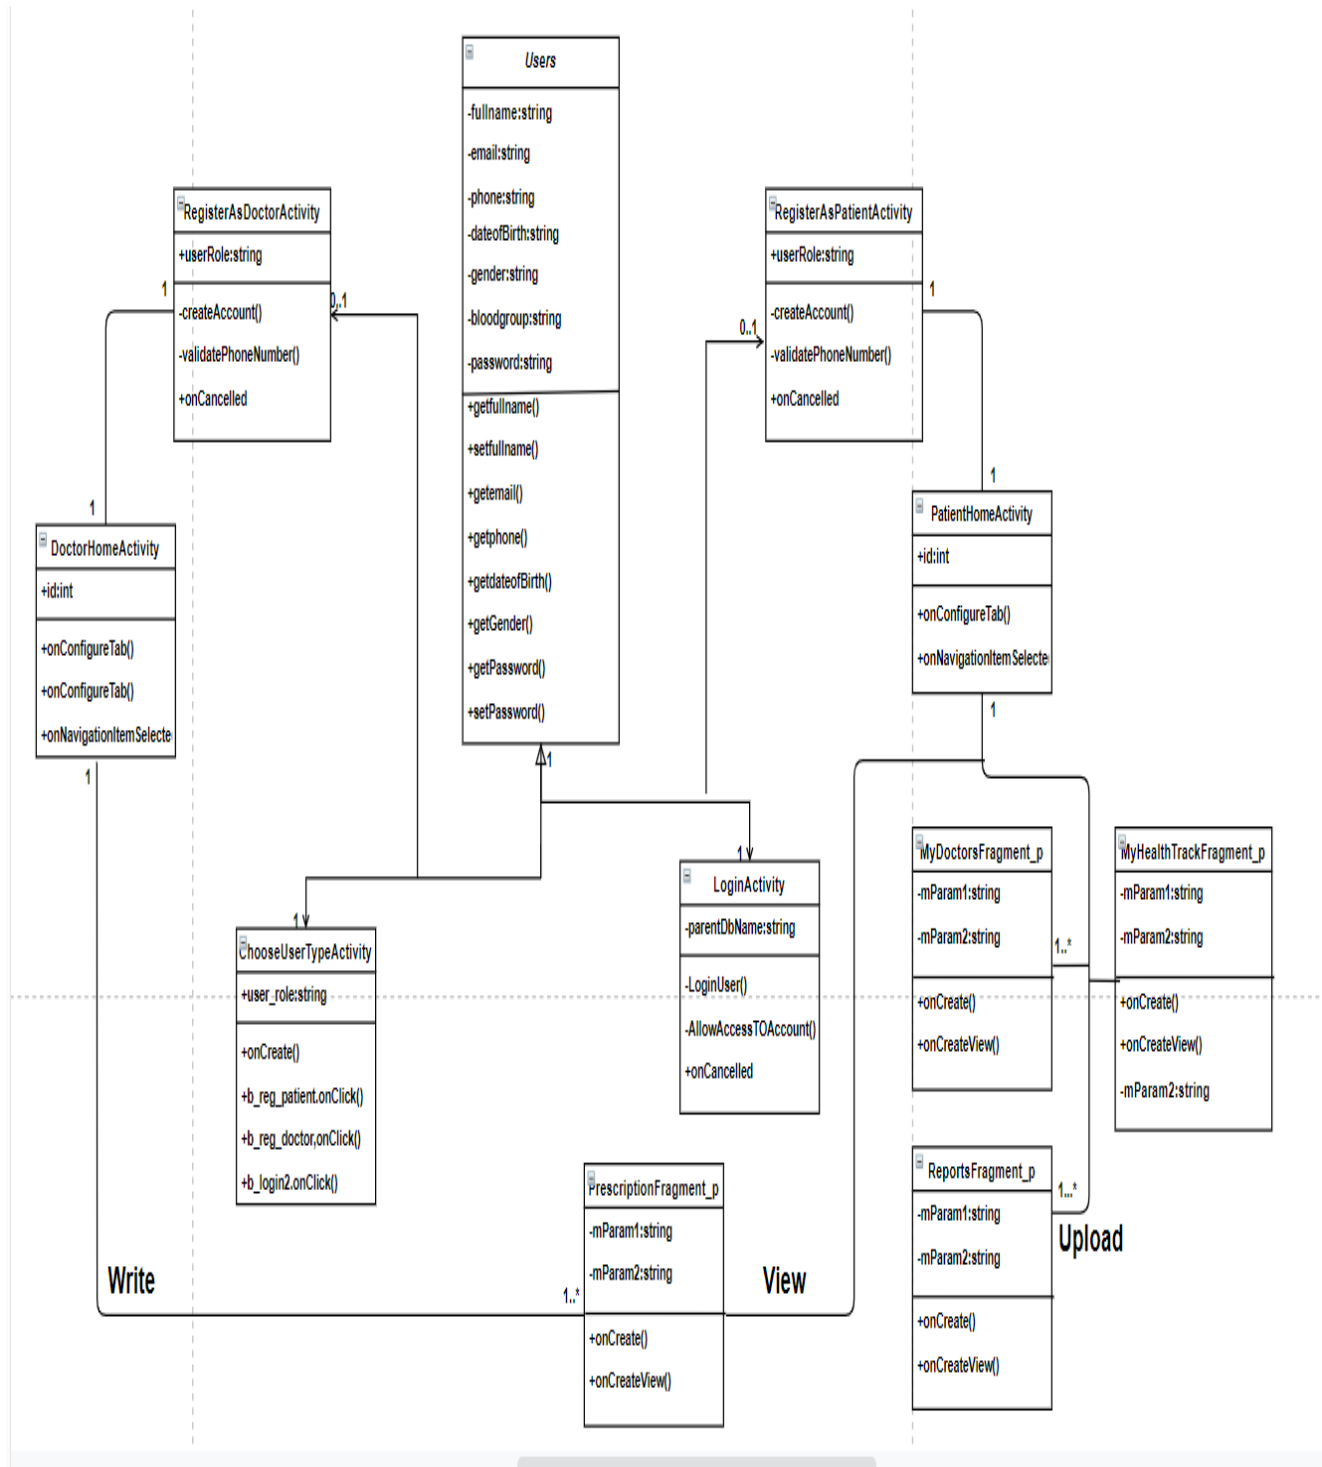 Users
-fullname:string
-email:string
-phone:string
-dateofBirth:string
-gender:string
-bloodgroup:string
-password:string
+getfullname()
+setfullname()
+getemail()
+getphone()
+getdateofBirth()
+getGender()
+getPassword()
+setPassword()
1
RegisterAsDoctorActivity
+userRole:string
-createAccount()
-validatePhoneNumber()
+onCancelled
1
0..1
RegisterAsPatientActivity
+userRole:string
-createAccount()
-validatePhoneNumber()
+onCancelled
0..1
1
1
DoctorHomeActivity
+id:int
+onConfigureTab()
+onConfigureTab()
+onNavigationItemSelecte
1
1
PatientHomeActivity
+id:int
+onConfigureTab()
+onNavigationItemSelecte
1
1
ChooseUserTypeActivity
+user_role:string
+onCreate()
+b_reg_patient.onClick()
+b_reg_doctor,onClick()
+b_login2.onClick()
1
LoginActivity
-parentDbName:string
-LoginUser()
-AllowAccessTOAccount()
+onCancelled
MyDoctorsFragment_p
-mParam1:string
-mParam2:string
+onCreate()
+onCreateView()
1..*
MyHealthTrackFragment_p
-mParam1:string
-mParam2:string
+onCreate()
+onCreateView()
-mParam2:string
PrescriptionFragment_p
-mParam1:string
-mParam2:string
+onCreate()
+onCreateView()
1..*
Write
View
ReportsFragment_p
-mParam1:string
-mParam2:string
+onCreate()
+onCreateView()
1...*
Upload